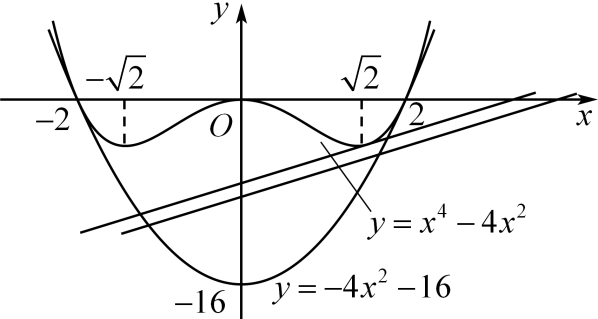 y
−√2
√2
−2
O
2
x
y = x⁴ − 4x²
−16
y = −4x² −16